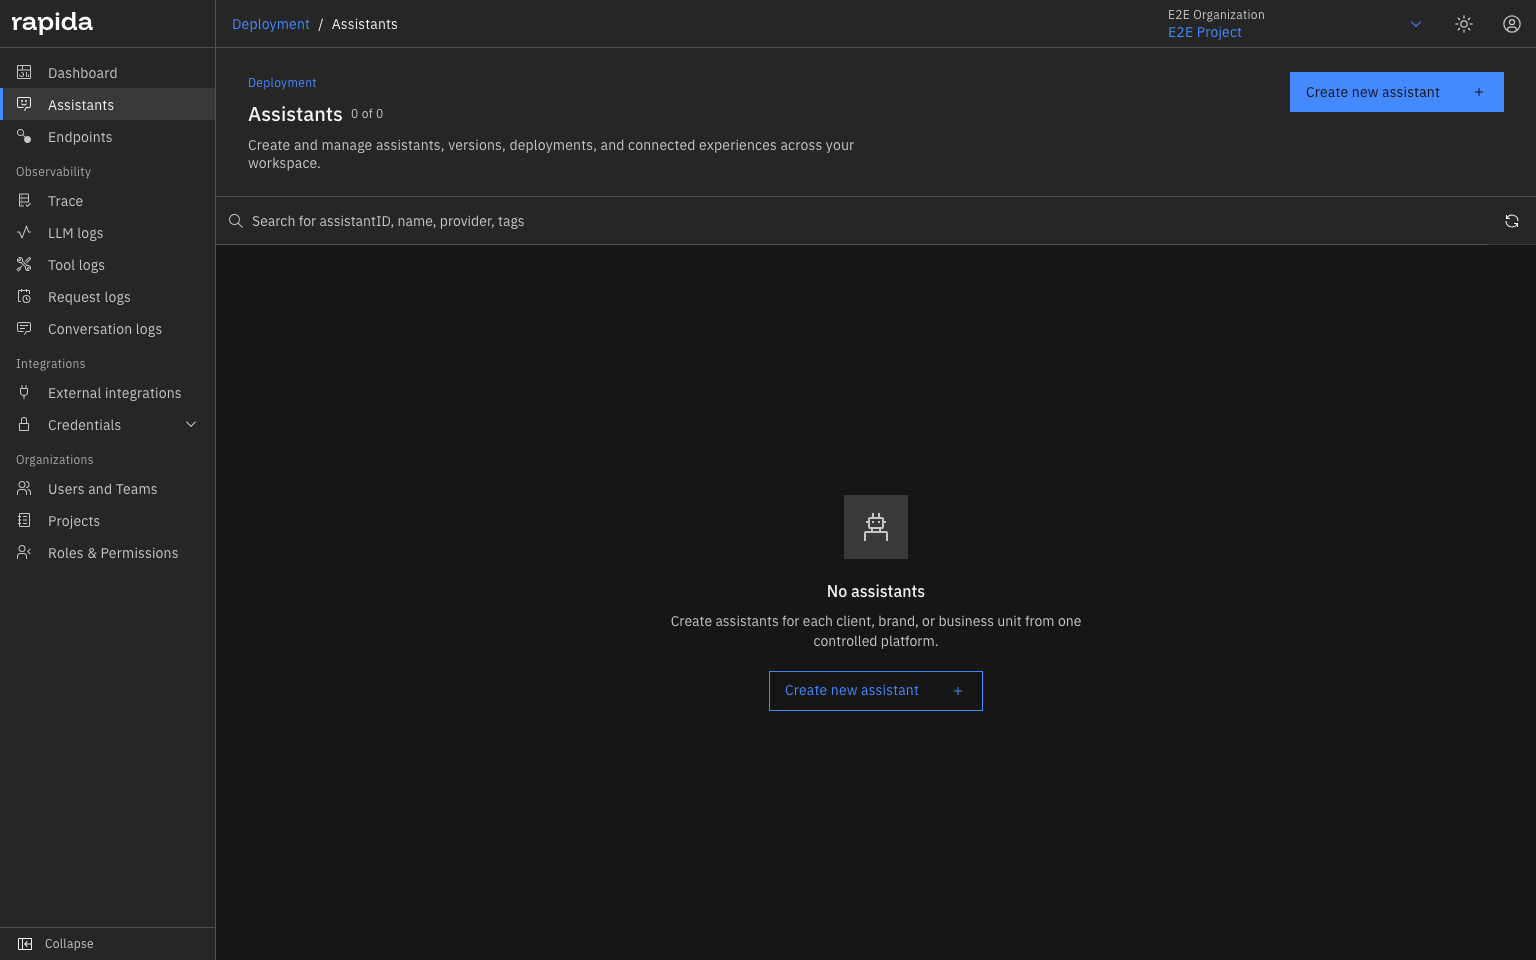 rapida
Deployment / Assistants
E2E Organization
E2E Project
Dashboard
Assistants
Endpoints
Observability
Trace
LLM logs
Tool logs
Request logs
Conversation logs
Integrations
External integrations
Credentials
Organizations
Users and Teams
Projects
Roles & Permissions
Collapse
Deployment
Assistants 0 of 0
Create and manage assistants, versions, deployments, and connected experiences across your
workspace.
Create new assistant +
Search for assistantID, name, provider, tags
No assistants
Create assistants for each client, brand, or business unit from one
controlled platform.
Create new assistant +